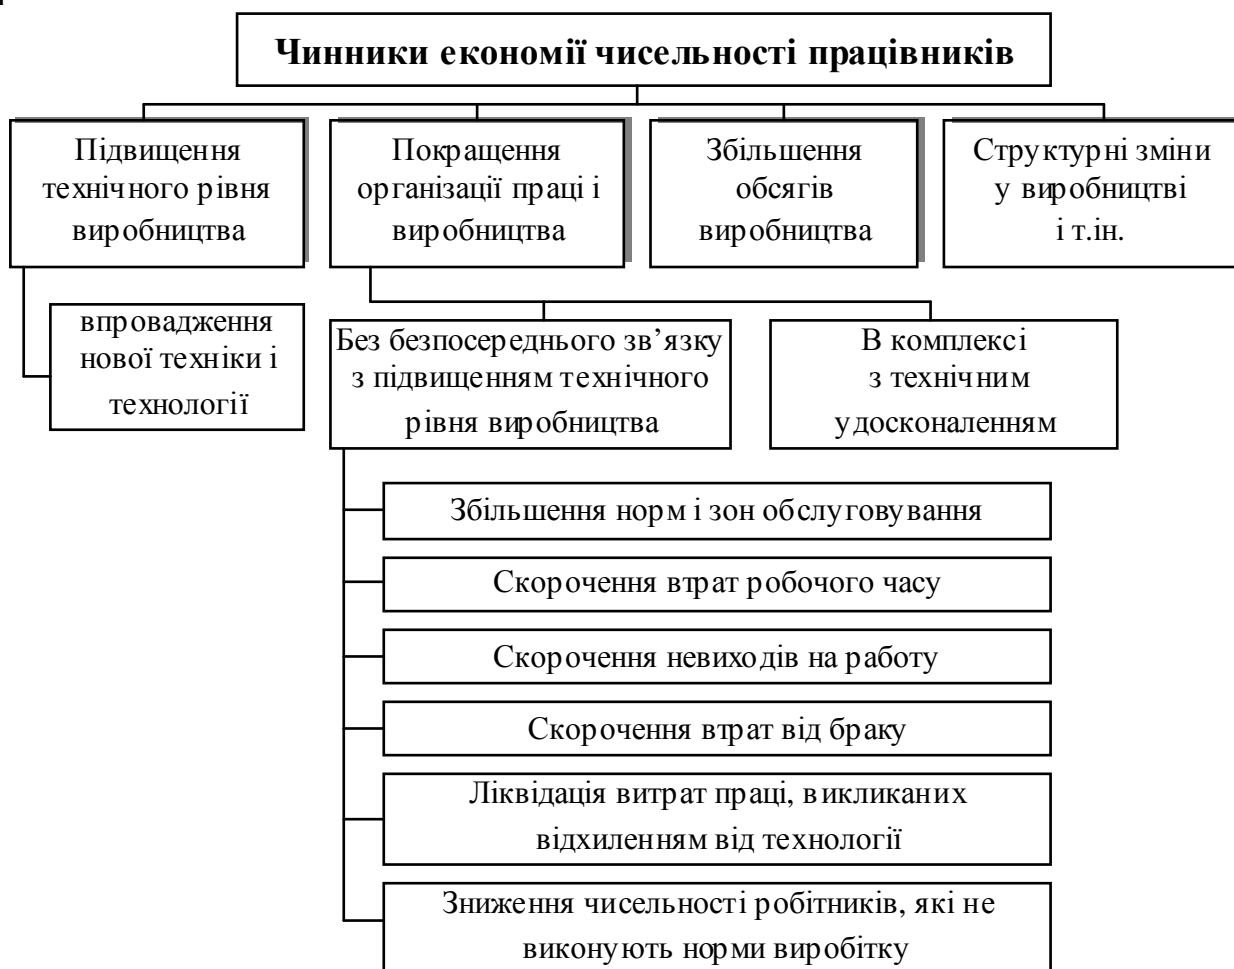 Чинники економії чисельності працівників
Підвищення
технічного рівня
виробництва
Покращення
організації праці і
виробництва
Збільшення
обсягів
виробництва
Структурні зміни
у виробництві
і т.ін.
впровадження
нової техніки і
технології
Без безпосереднього зв’язку
з підвищенням технічного
рівня виробництва
В комплексі
з технічним
удосконаленням
Збільшення норм і зон обслуговування
Скорочення втрат робочого часу
Скорочення невиходів на работу
Скорочення втрат від браку
Ліквідація витрат праці, викликаних
відхиленням від технології
Зниження чисельності робітників, які не
виконують норми виробітку